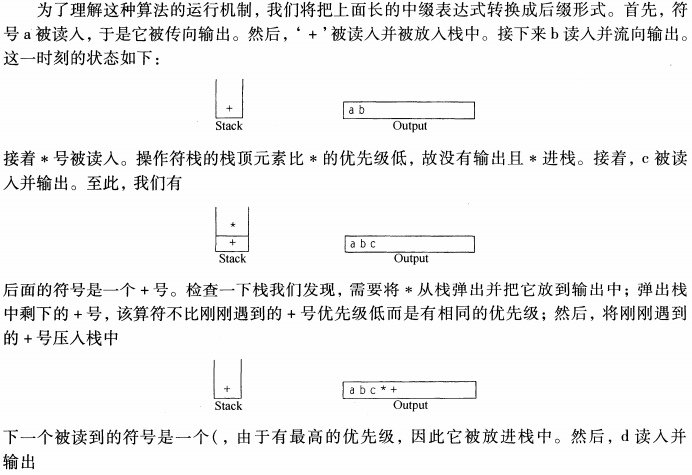 为了理解这种算法的运行机制，我们将把上面长的中缀表达式转换成后缀形式。首先，符
号a被读入，于是它被传向输出。然后，‘+’被读入并被放入栈中。接下来b读入并流向输出。
这一时刻的状态如下：
+
a b
Stack
Output
接着*号被读入。操作符栈的栈顶元素比*的优先级低，故没有输出且*进栈。接着，c被读
入并输出。至此，我们有
*
+
a b c
Stack
Output
后面的符号是一个+号。检查一下栈我们发现，需要将*从栈弹出并把它放到输出中；弹出栈
中剩下的+号，该算符不比刚刚遇到的+号优先级低而是有相同的优先级；然后，将刚刚遇到
的+号压入栈中
+
a b c * +
Stack
Output
下一个被读到的符号是一个(，由于有最高的优先级，因此它被放进栈中。然后，d读入并
输出